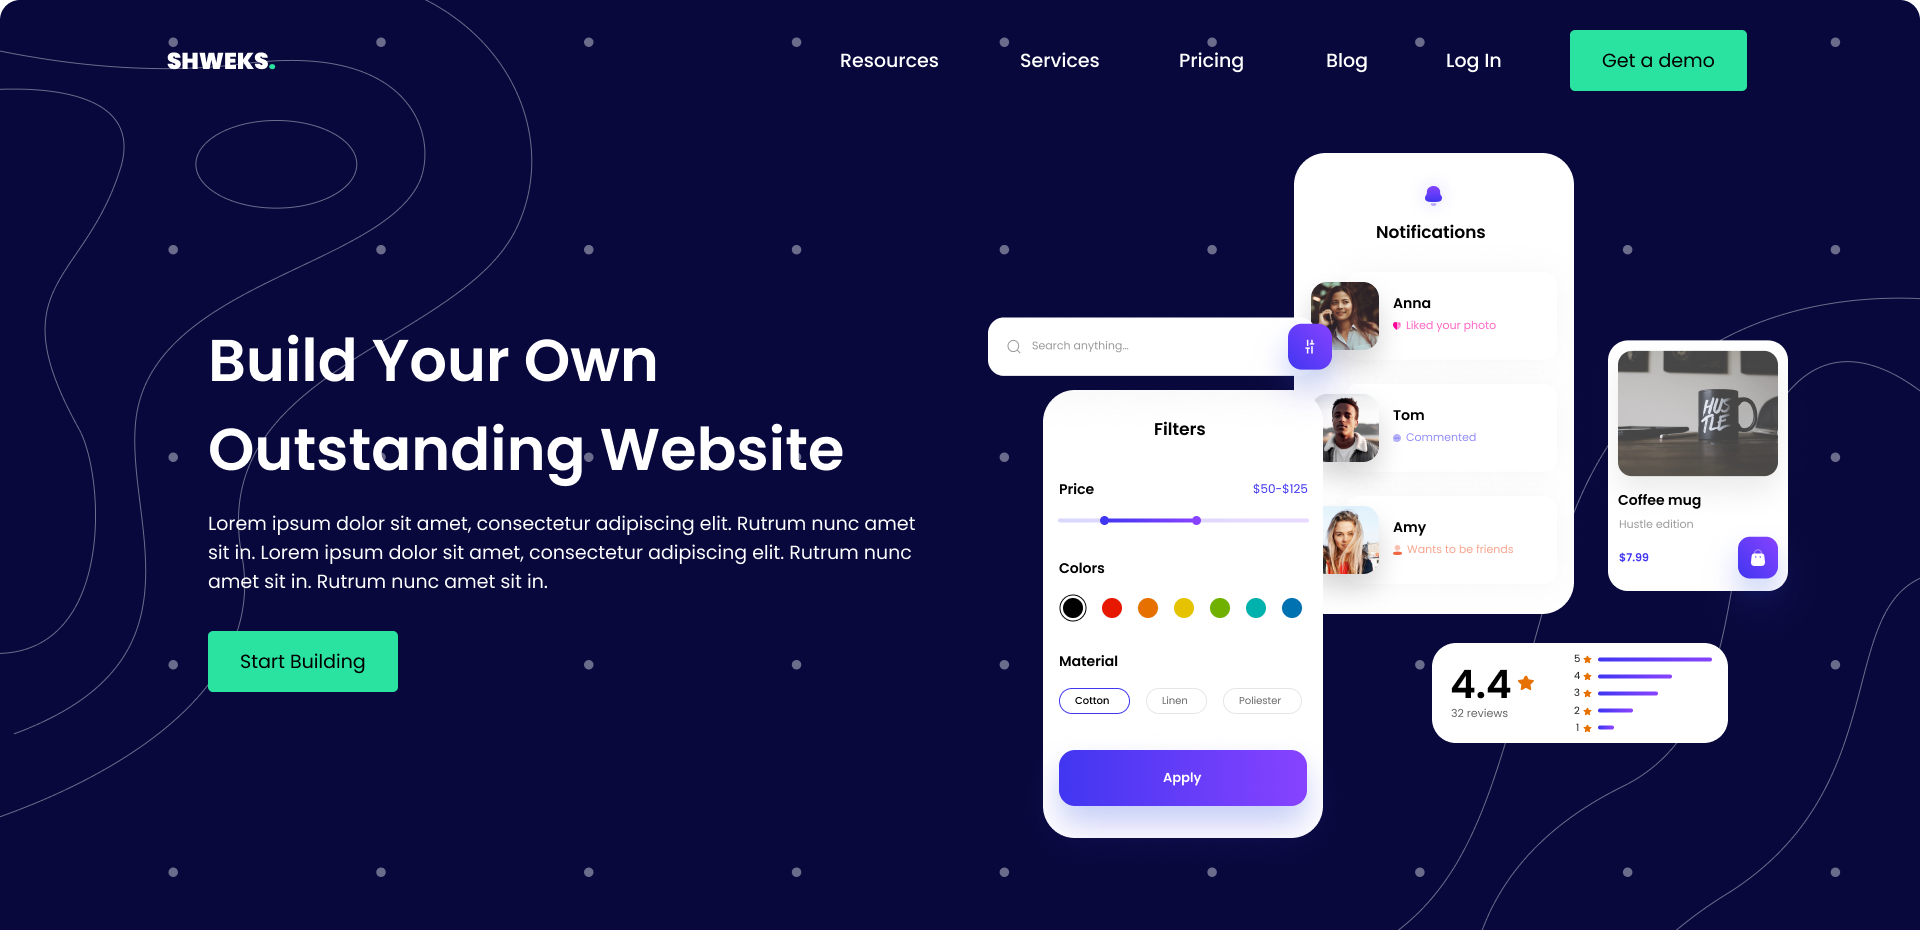 SHWEKS.
Resources
Services
Pricing
Blog
Log In
Get a demo
Build Your Own
Outstanding Website
Lorem ipsum dolor sit amet, consectetur adipiscing elit. Rutrum nunc amet
sit in. Lorem ipsum dolor sit amet, consectetur adipiscing elit. Rutrum nunc
amet sit in. Rutrum nunc amet sit in.
Start Building
Search anything...
Filters
Price
$50-$125
Colors
Material
Cotton
Linen
Poliester
Apply
Notifications
Anna
Liked your photo
Tom
Commented
Amy
Wants to be friends
HUS
TLE
Coffee mug
Hustle edition
$7.99
4.4
32 reviews
5
4
3
2
1